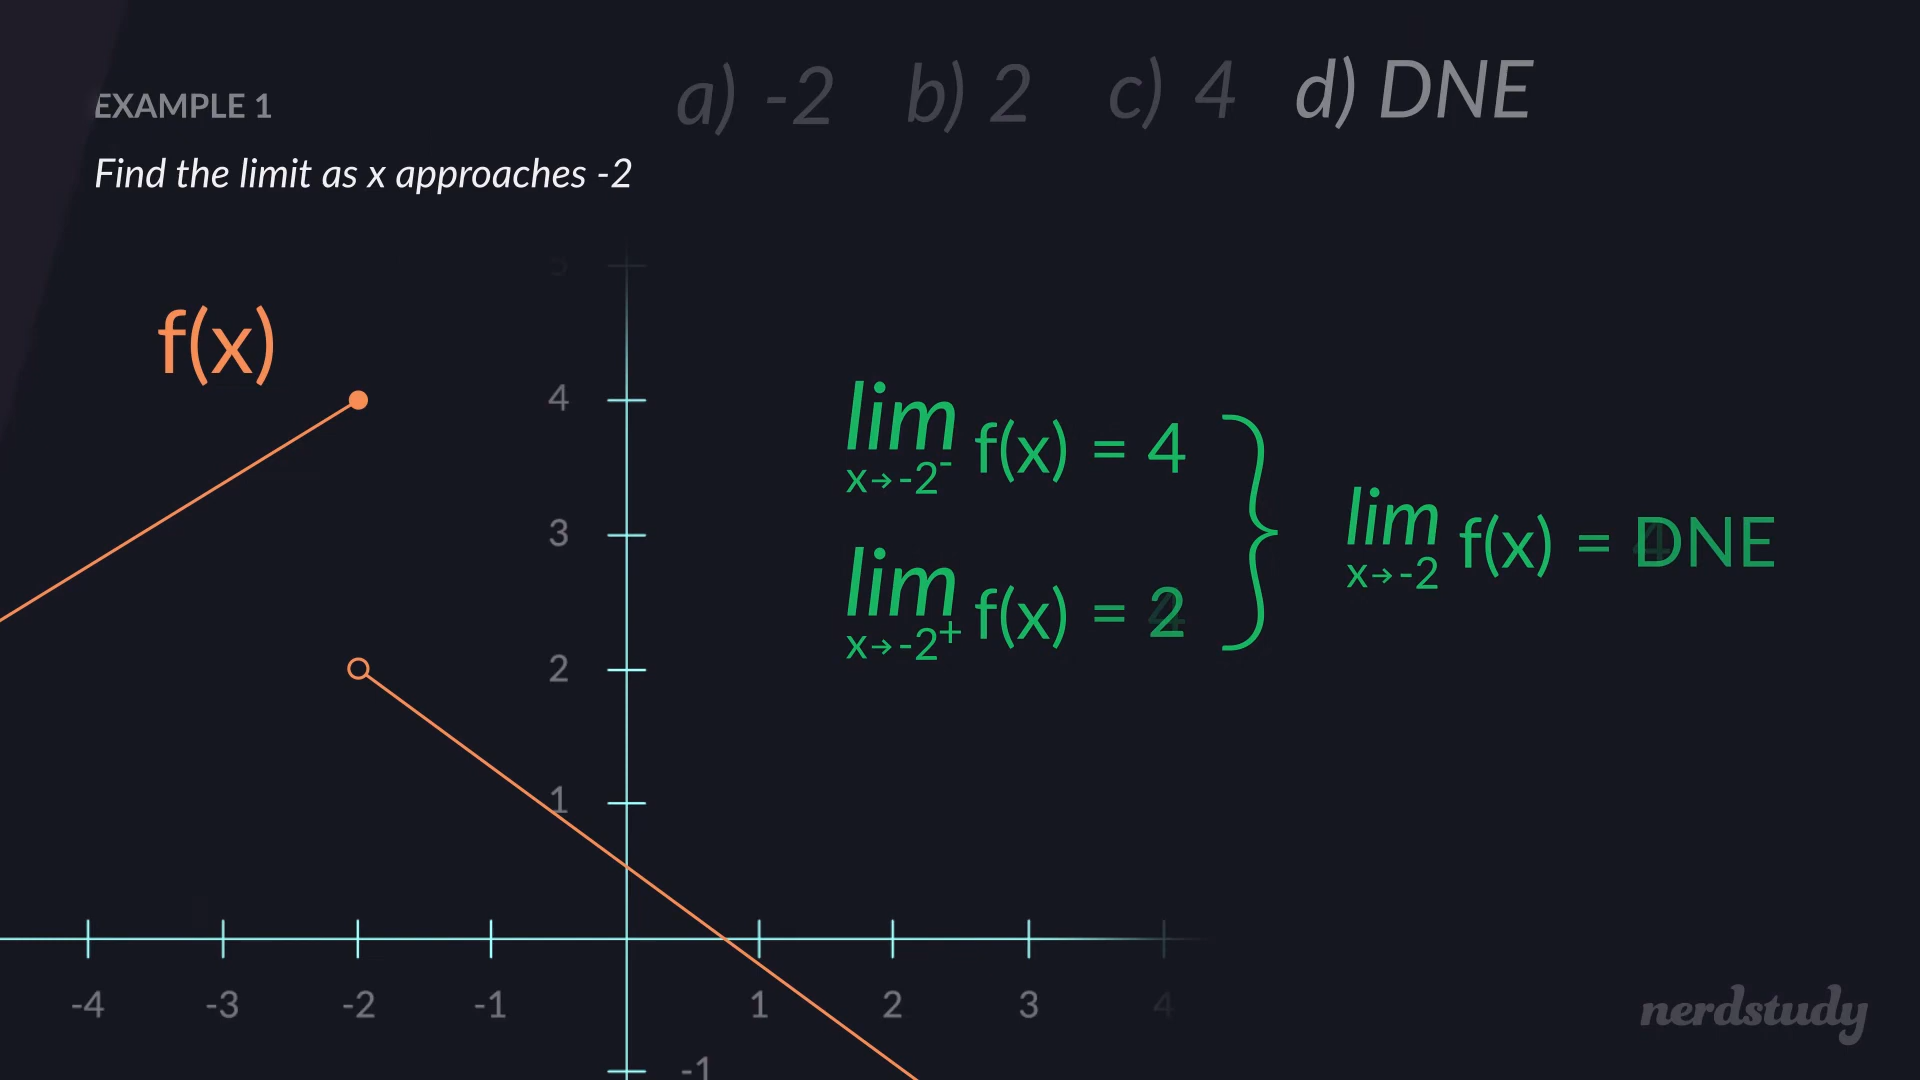 a) -2 b) 2 c) 4 d) DNE
EXAMPLE 1
Find the limit as x approaches -2
5
f(x)
4
3
2
1
lim f(x) = 4
x→-2⁻
lim f(x) = 2
x→-2⁺
lim f(x) = DNE
x→-2
-4 -3 -2 -1 1 2 3 4
-1
nerdstudy